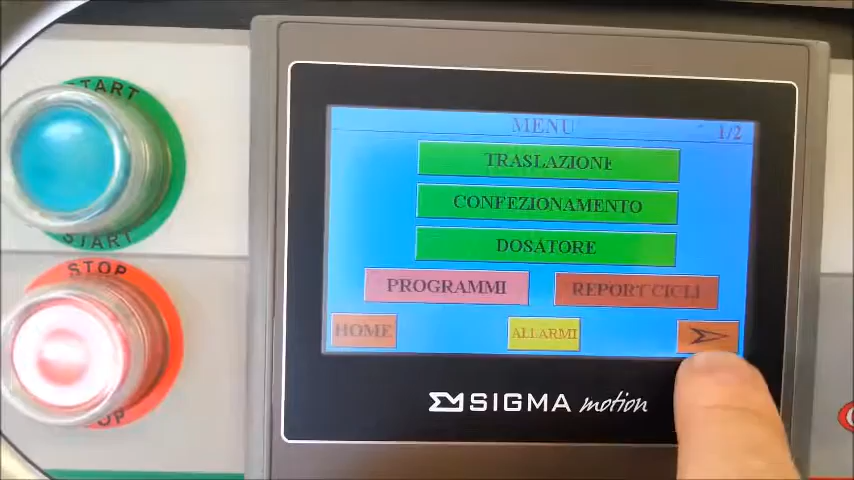 START
START
STOP
MENU
1/2
TRASLAZIONE
CONFEZIONAMENTO
DOSATORE
PROGRAMMI
REPORT CICLI
HOME
ALLARMI
SIGMA motion